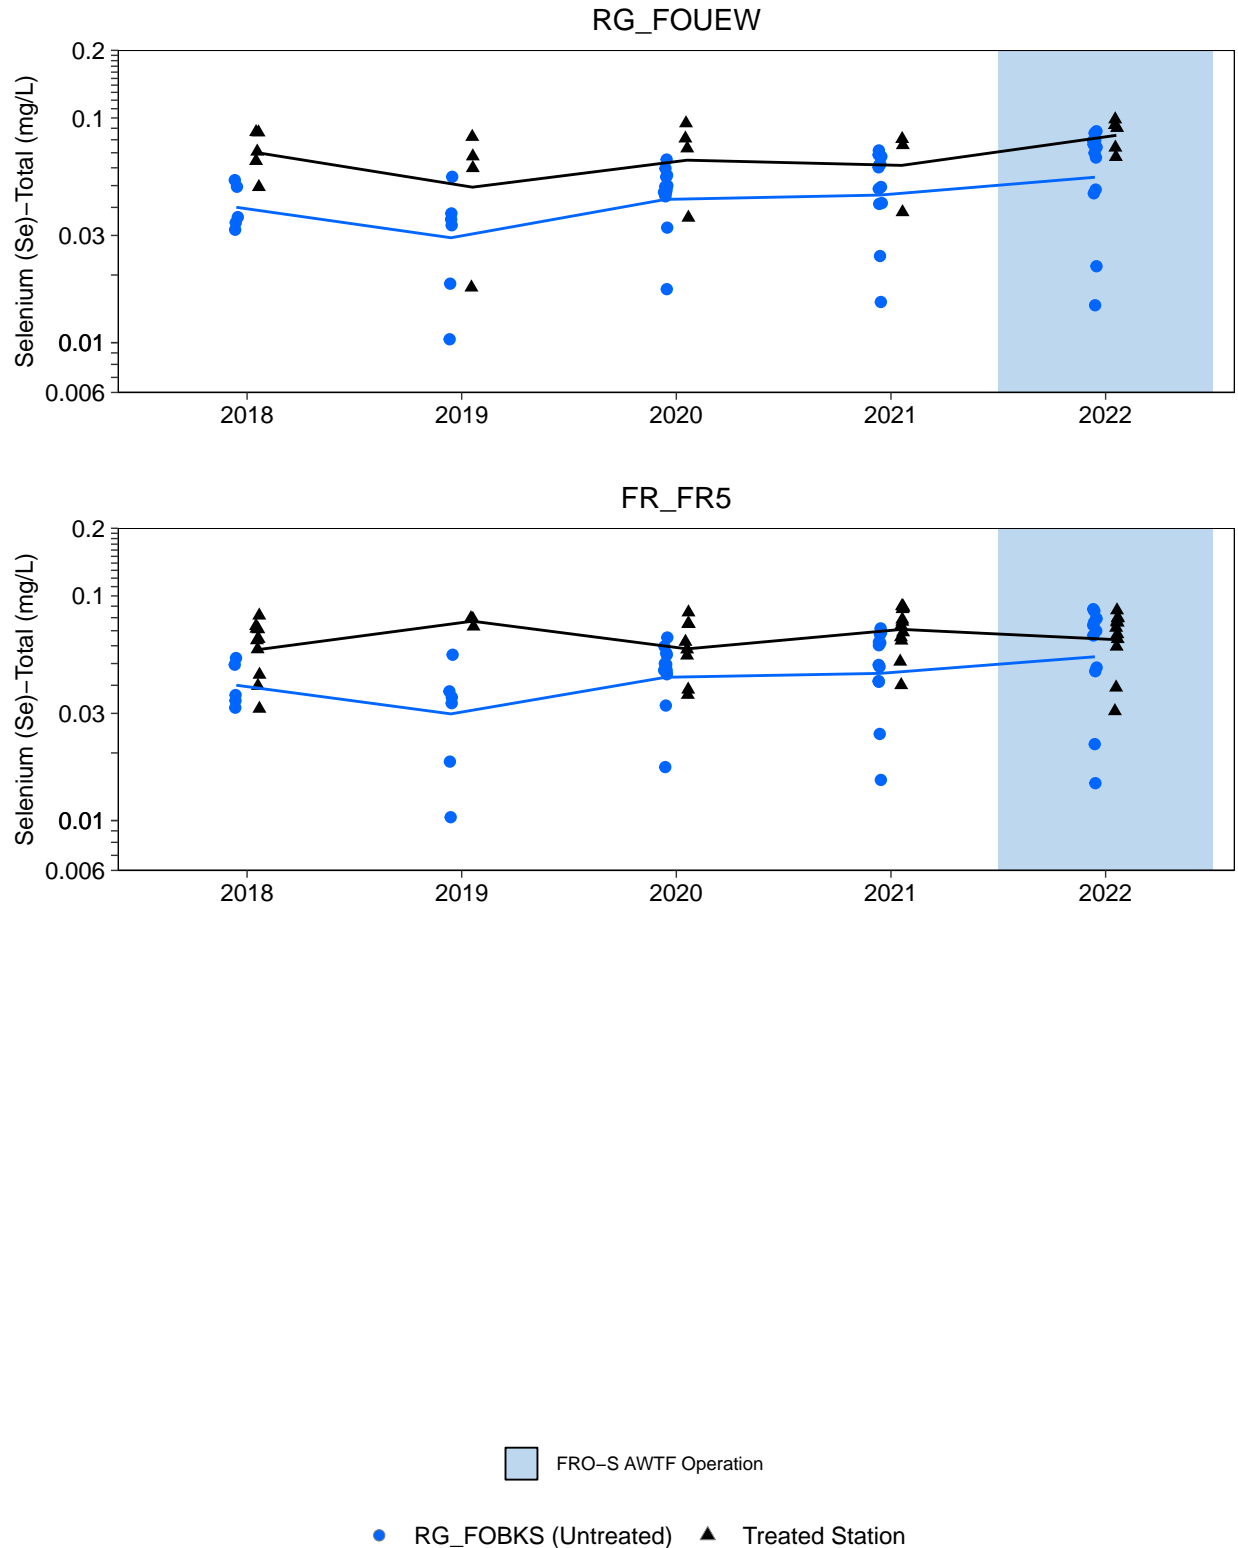 RG_FOUEW
Selenium (Se)−Total (mg/L)
0.2
0.1
0.03
0.01
0.006
2018 2019 2020 2021 2022
FR_FR5
Selenium (Se)−Total (mg/L)
0.2
0.1
0.03
0.01
0.006
2018 2019 2020 2021 2022
FRO−S AWTF Operation
RG_FOBKS (Untreated) Treated Station